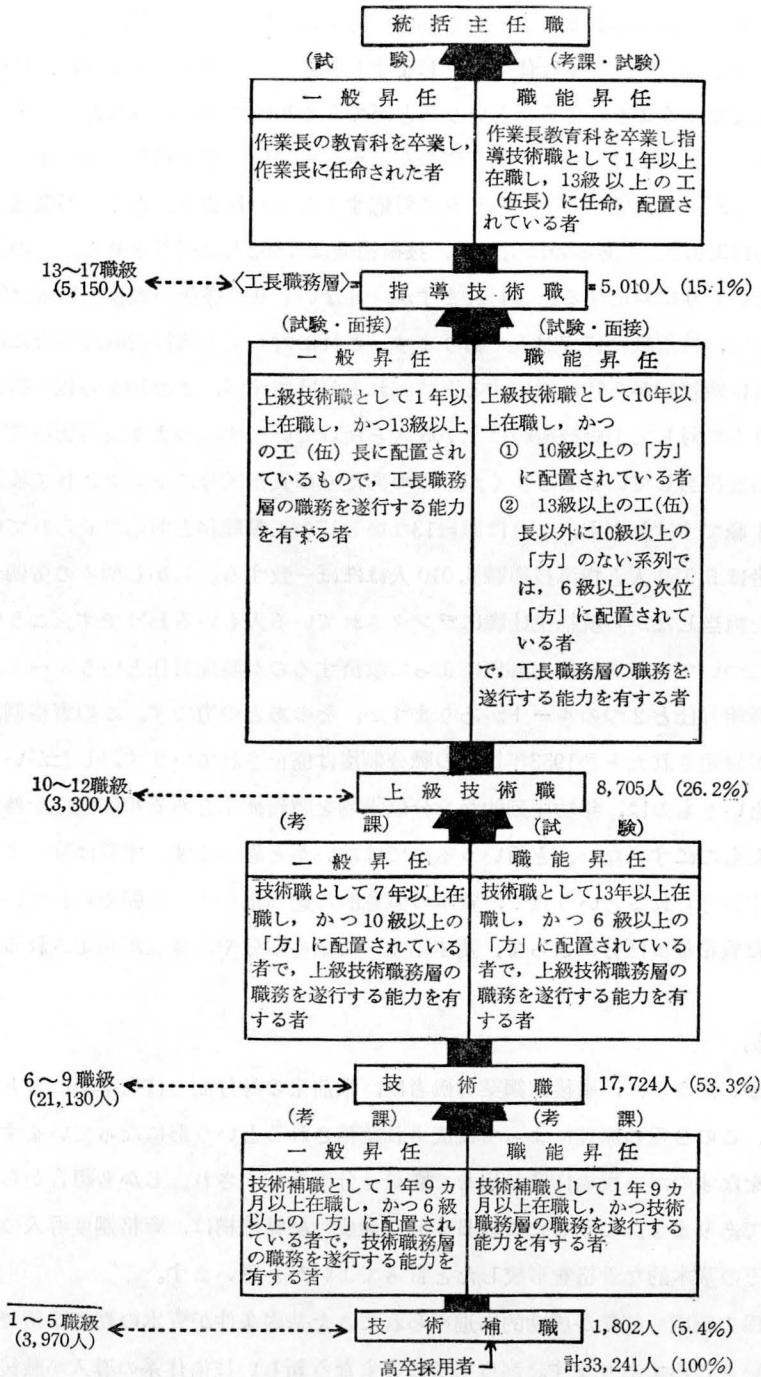 統括主任職
(試験)
(考課・試験)
一般昇任
職能昇任
作業長の教育科を卒業し,
作業長に任命された者
作業長教育科を卒業し指
導技術職として1年以上
在職し,13級以上の工
(伍長)に任命,配置さ
れている者
13〜17職級
(5,150人)
〈工長職務層〉
指導技術職
5,010人 (15.1%)
(試験・面接)
(試験・面接)
一般昇任
職能昇任
上級技術職として1年以
上在職し,かつ13級以上
の工(伍)長に配置され
ているもので,工長職務
層の職務を遂行する能力
を有する者
上級技術職として10年以
上在職し,かつ
① 10級以上の「方」
に配置されている者
② 13級以上の工(伍)
長以外に10級以上の
「方」のない系列で
は,6級以上の次位
「方」に配置されて
いる者
で,工長職務層の職務を
遂行する能力を有する者
10〜12職級
(3,300人)
上級技術職
8,705人 (26.2%)
(考課)
(試験)
一般昇任
職能昇任
技術職として7年以上在
職し,かつ10級以上の
「方」に配置されている
者で,上級技術職務層の
職務を遂行する能力を有
する者
技術職として13年以上在
職し,かつ6級以上の
「方」に配置されている
者で,上級技術職務層の
職務を遂行する能力を有
する者
6〜9職級
(21,130人)
技術職
17,724人 (53.3%)
(考課)
(考課)
一般昇任
職能昇任
技術補職として1年9ヵ
月以上在職し,かつ6級
以上の「方」に配置され
ている者で,技術職務層
の職務を遂行する能力を
有する者
技術補職として1年9ヵ
月以上在職し,かつ技術
職務層の職務を遂行する
能力を有する者
1〜5職級
(3,970人)
技術補職
1,802人 (5.4%)
高卒採用者
計33,241人 (100%)